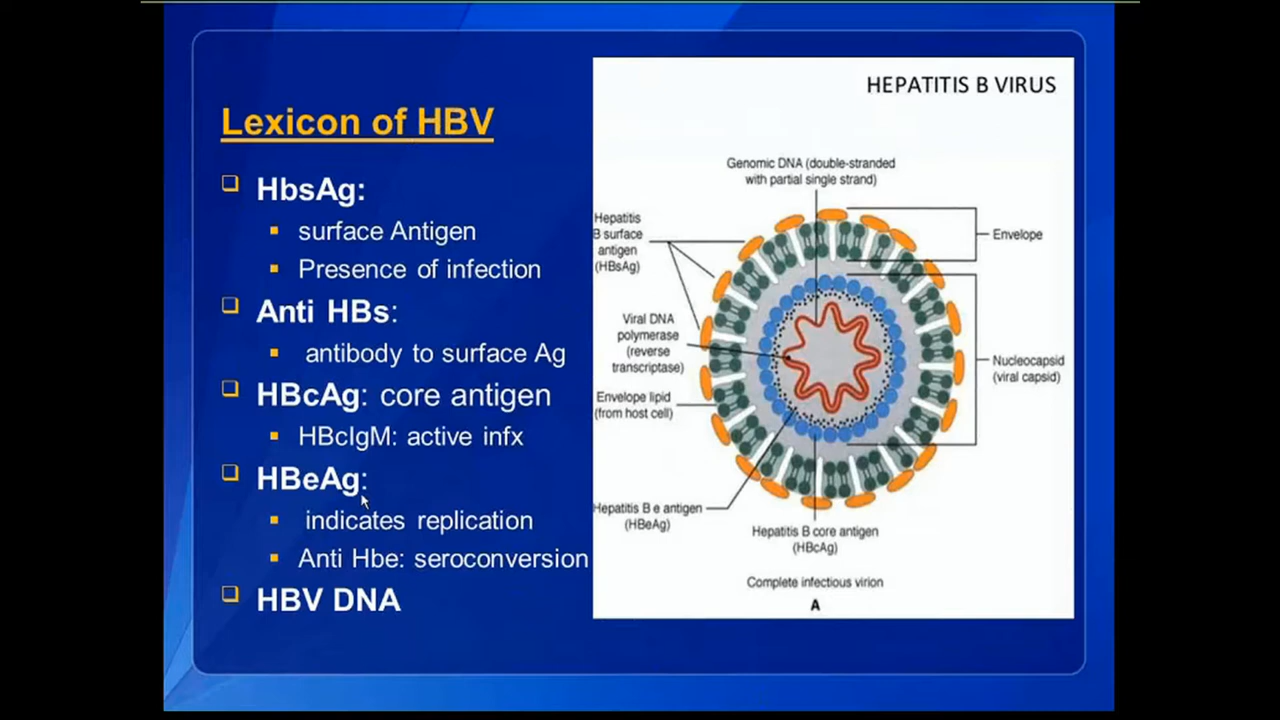 Lexicon of HBV
HbsAg:
surface Antigen
Presence of infection
Anti HBs:
antibody to surface Ag
HBcAg: core antigen
HBcIgM: active infx
HBeAg:
indicates replication
Anti Hbe: seroconversion
HBV DNA
HEPATITIS B VIRUS
Genomic DNA (double-stranded
with partial single strand)
Hepatitis
B surface
antigen
(HBsAg)
Envelope
Viral DNA
polymerase
(reverse
transcriptase)
Nucleocapsid
(viral capsid)
Envelope lipid
(from host cell)
Hepatitis B e antigen
(HBeAg)
Hepatitis B core antigen
(HBcAg)
Complete infectious virion
A